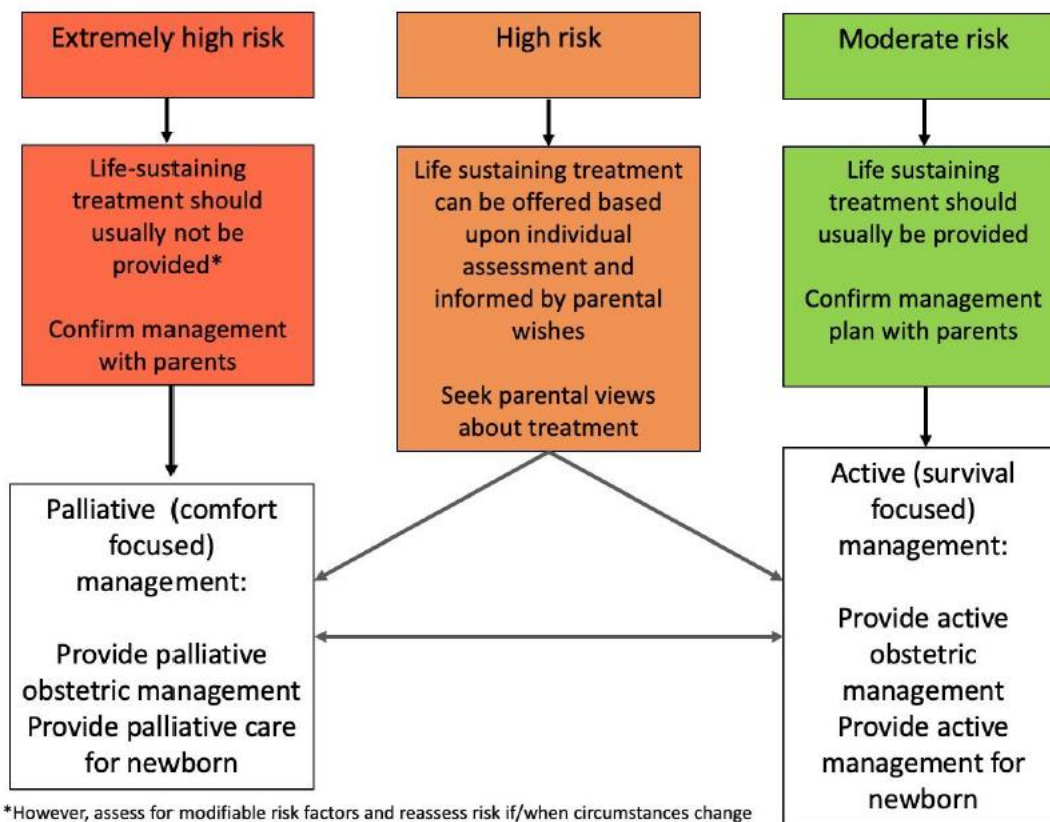 Extremely high risk
High risk
Moderate risk
Life-sustaining
treatment should
usually not be
provided*
Confirm management
with parents
Life sustaining treatment
can be offered based
upon individual
assessment and
informed by parental
wishes
Seek parental views
about treatment
Life sustaining
treatment should
usually be provided
Confirm management
plan with parents
Palliative (comfort
focused)
management:
Provide palliative
obstetric management
Provide palliative care
for newborn
Active (survival
focused)
management:
Provide active
obstetric
management
Provide active
management for
newborn
*However, assess for modifiable risk factors and reassess risk if/when circumstances change